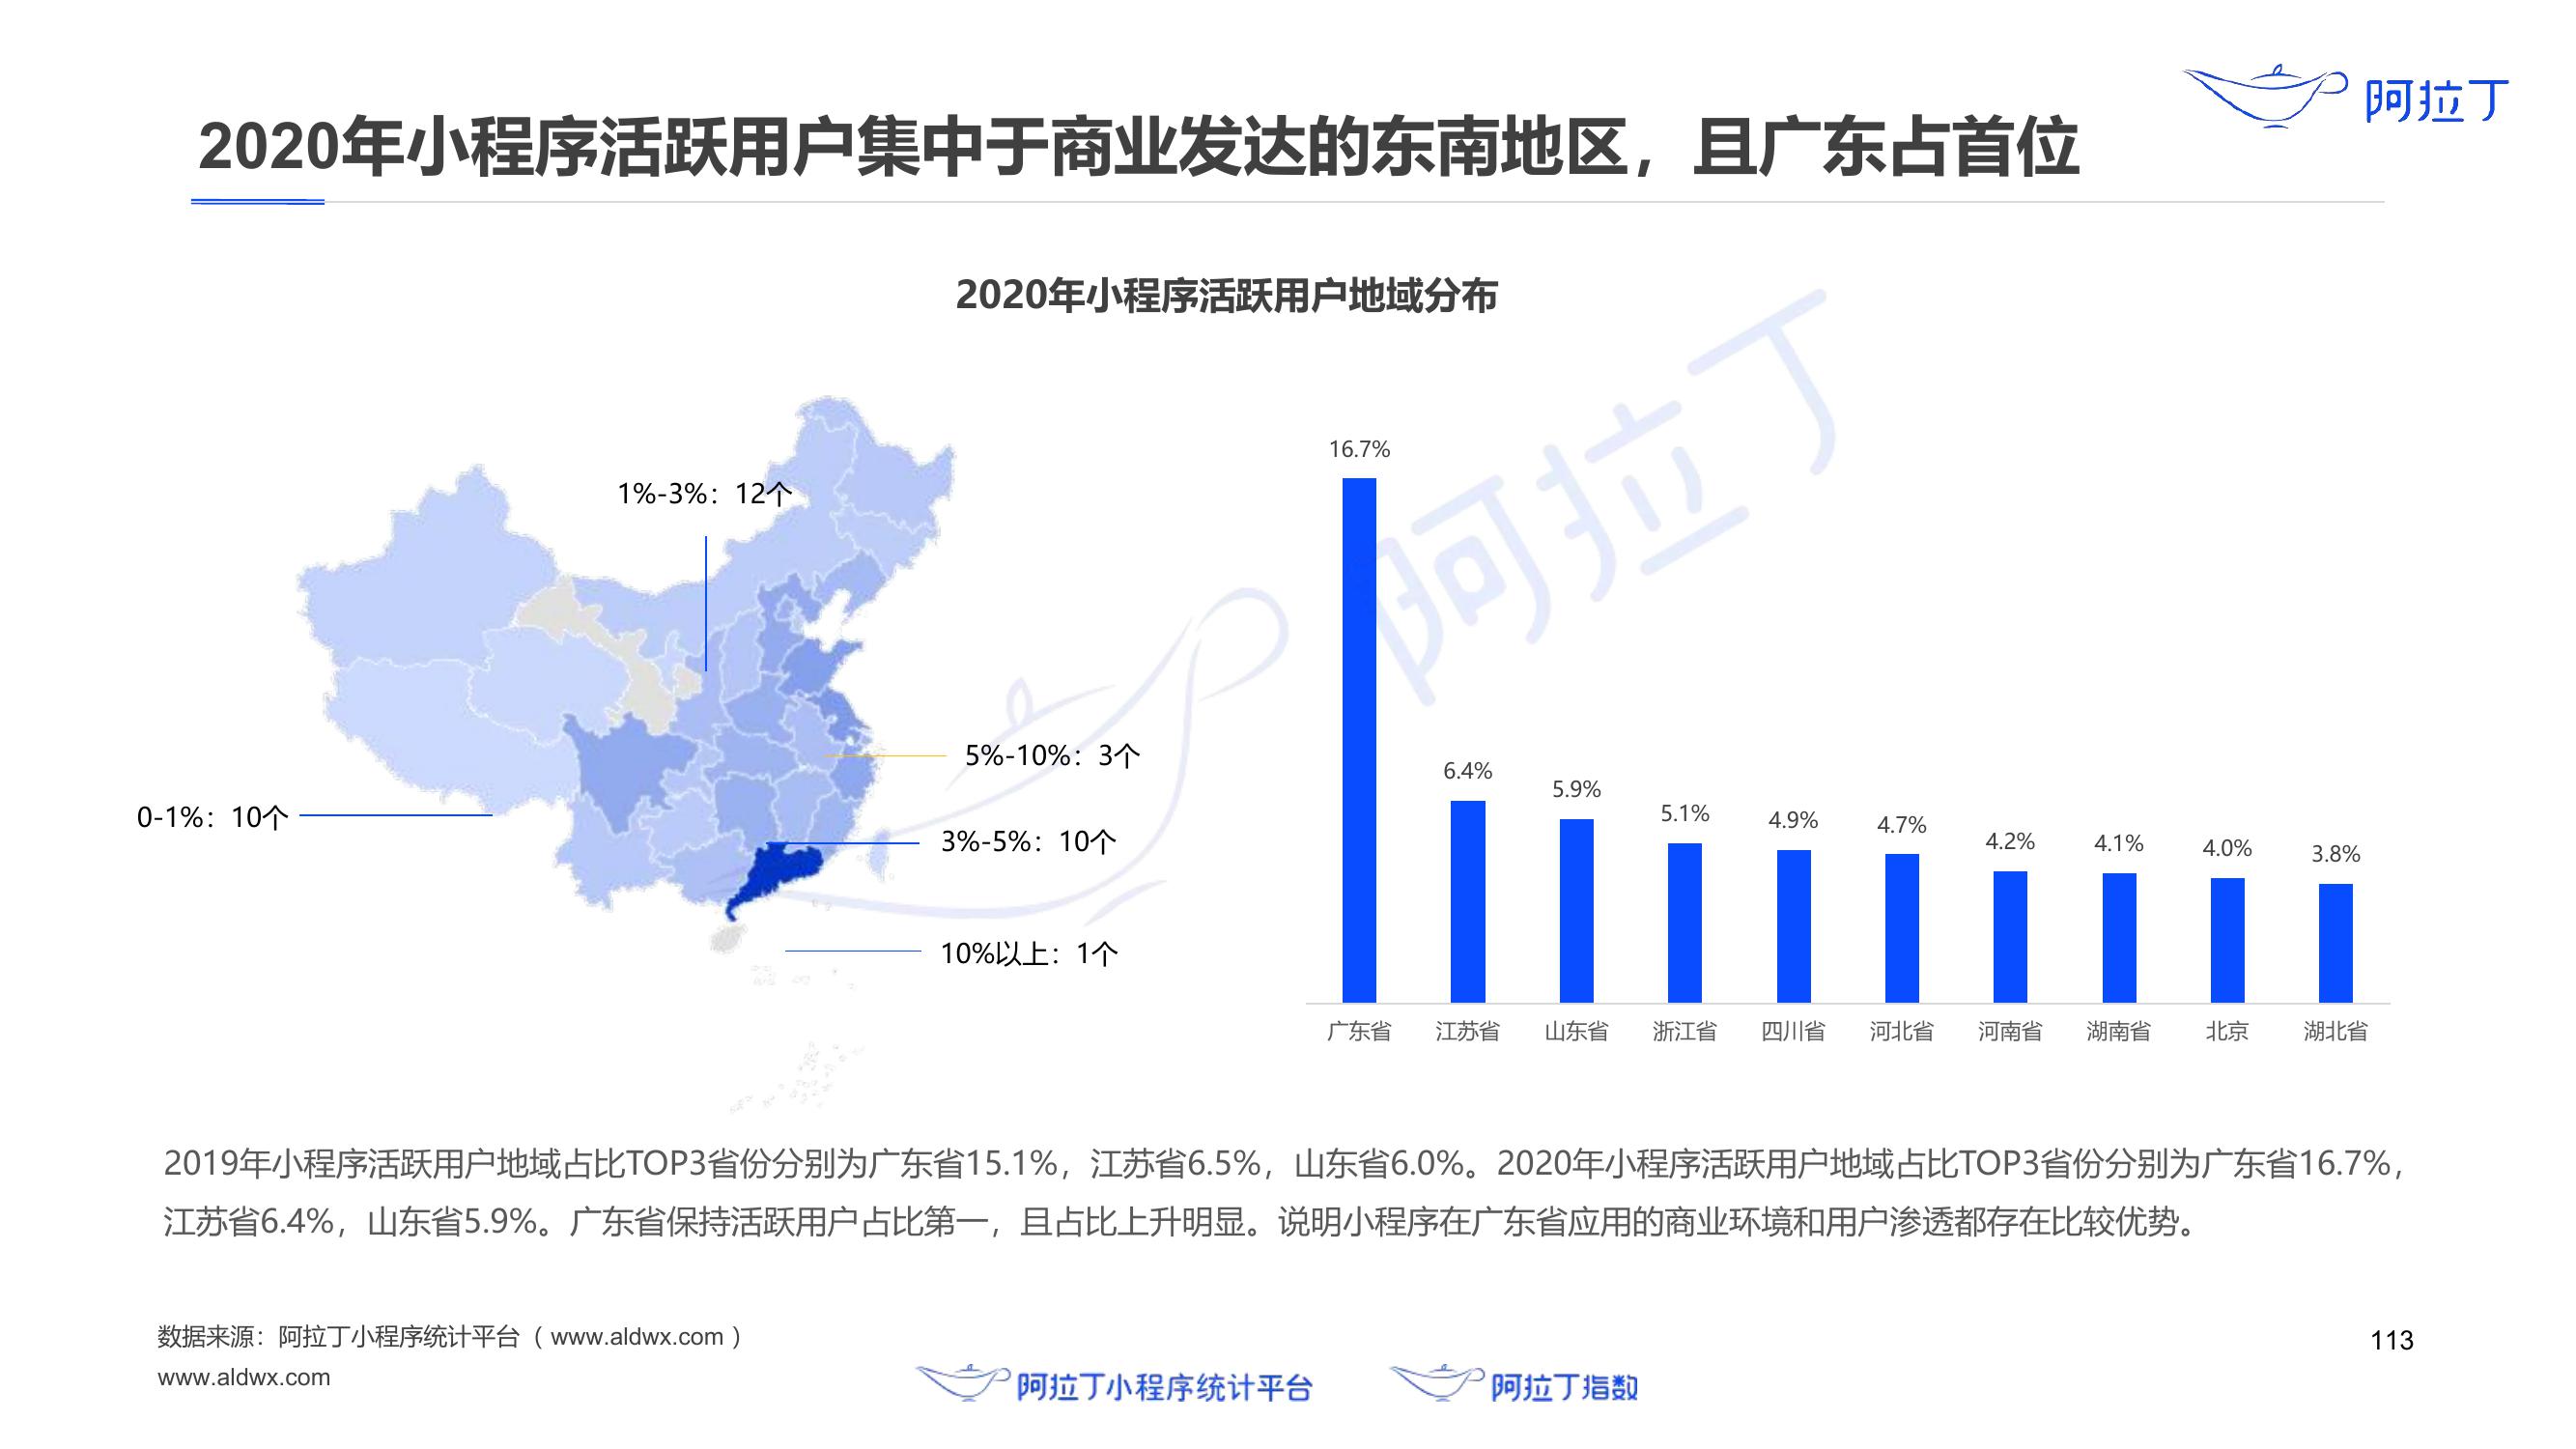 阿拉丁
2020年小程序活跃用户集中于商业发达的东南地区，且广东占首位
2020年小程序活跃用户地域分布
阿拉丁
1%-3%：12个
5%-10%：3个
0-1%：10个
3%-5%：10个
10%以上：1个
16.7%
6.4%
5.9%
5.1%
4.9%
4.7%
4.2%
4.1%
4.0%
3.8%
广东省
江苏省
山东省
浙江省
四川省
河北省
河南省
湖南省
北京
湖北省
2019年小程序活跃用户地域占比TOP3省份分别为广东省15.1%，江苏省6.5%，山东省6.0%。2020年小程序活跃用户地域占比TOP3省份分别为广东省16.7%，
江苏省6.4%，山东省5.9%。广东省保持活跃用户占比第一，且占比上升明显。说明小程序在广东省应用的商业环境和用户渗透都存在比较优势。
数据来源：阿拉丁小程序统计平台（www.aldwx.com）
113
www.aldwx.com
阿拉丁小程序统计平台
阿拉丁指数